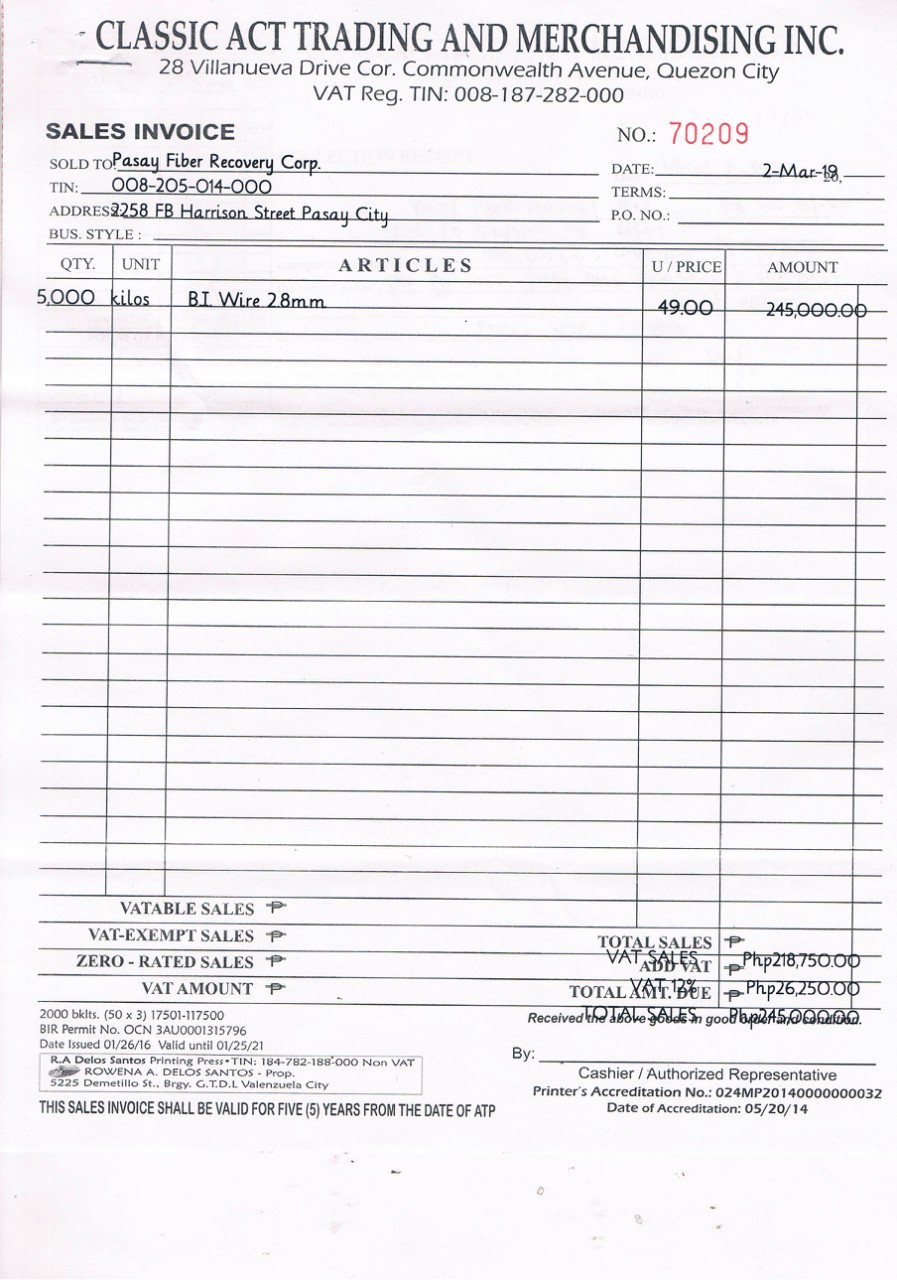 CLASSIC ACT TRADING AND MERCHANDISING INC.
28 Villanueva Drive Cor. Commonwealth Avenue, Quezon City
VAT Reg. TIN: 008-187-282-000
SALES INVOICE
NO.: 70209
SOLD TO: Pasay Fiber Recovery Corp.
DATE: 2-Mar-19
TIN: 008-205-014-000
TERMS:
ADDRESS 2258 FB Harrison Street Pasay City
P.O. NO.:
BUS. STYLE :
QTY. UNIT ARTICLES U / PRICE AMOUNT
5,000 kilos B.I. Wire 2.8mm 49.00 245,000.00
VATABLE SALES ₱
VAT-EXEMPT SALES ₱
TOTAL SALES ₱
ZERO - RATED SALES ₱
VAT SALES Php218,750.00
ADD VAT ₱
VAT AMOUNT ₱
VAT 12% Php26,250.00
TOTAL AMT. DUE ₱
TOTAL SALES Php245,000.00
Received the above goods in good order and condition.
2000 bklts. (50 x 3) 17501-117500
BIR Permit No. OCN 3AU0001315796
Date Issued 01/26/16 Valid until 01/25/21
R.A Delos Santos Printing Press • TIN: 184-782-188-000 Non VAT
ROWENA A. DELOS SANTOS - Prop.
5225 Demetillo St., Brgy. G.T.D.L Valenzuela City
THIS SALES INVOICE SHALL BE VALID FOR FIVE (5) YEARS FROM THE DATE OF ATP
By:
Cashier / Authorized Representative
Printer's Accreditation No.: 024MP20140000000032
Date of Accreditation: 05/20/14